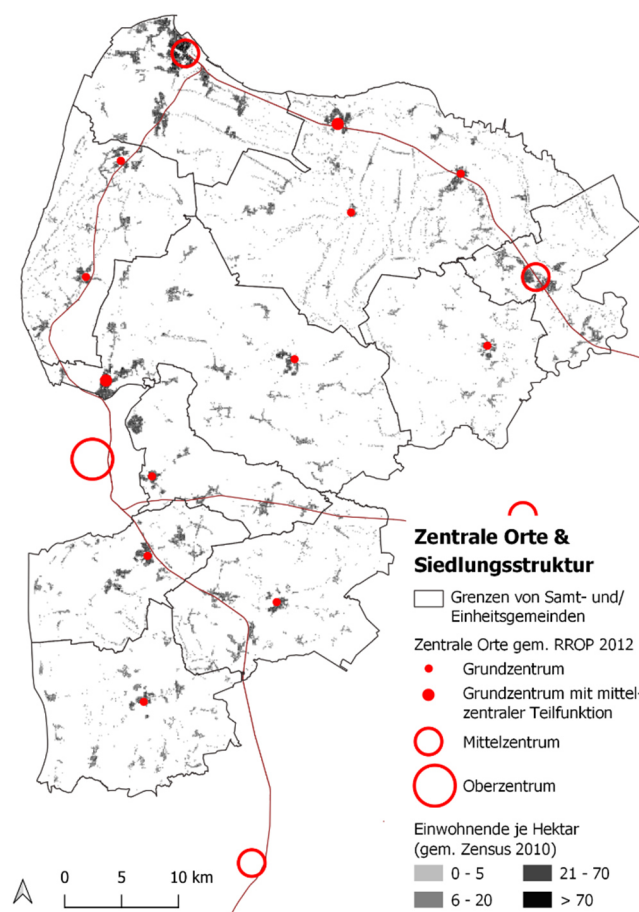 Zentrale Orte &
Siedlungsstruktur
Grenzen von Samt- und/
Einheitsgemeinden
Zentrale Orte gem. RROP 2012
Grundzentrum
Grundzentrum mit mittel-
zentraler Teilfunktion
Mittelzentrum
Oberzentrum
Einwohnende je Hektar
(gem. Zensus 2010)
0 - 5 21 - 70
6 - 20 > 70
0 5 10 km